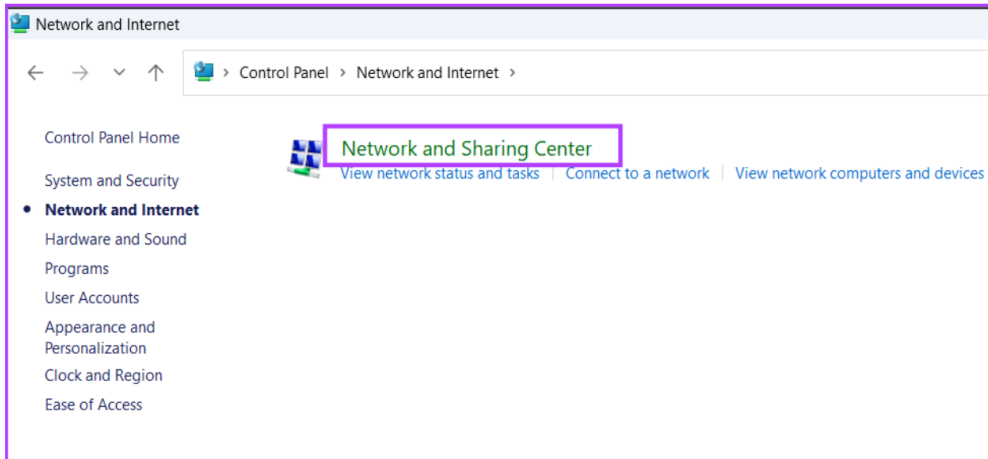 Network and Internet
Control Panel > Network and Internet >
Control Panel Home
System and Security
Network and Internet
Hardware and Sound
Programs
User Accounts
Appearance and
Personalization
Clock and Region
Ease of Access
Network and Sharing Center
View network status and tasks | Connect to a network | View network computers and devices